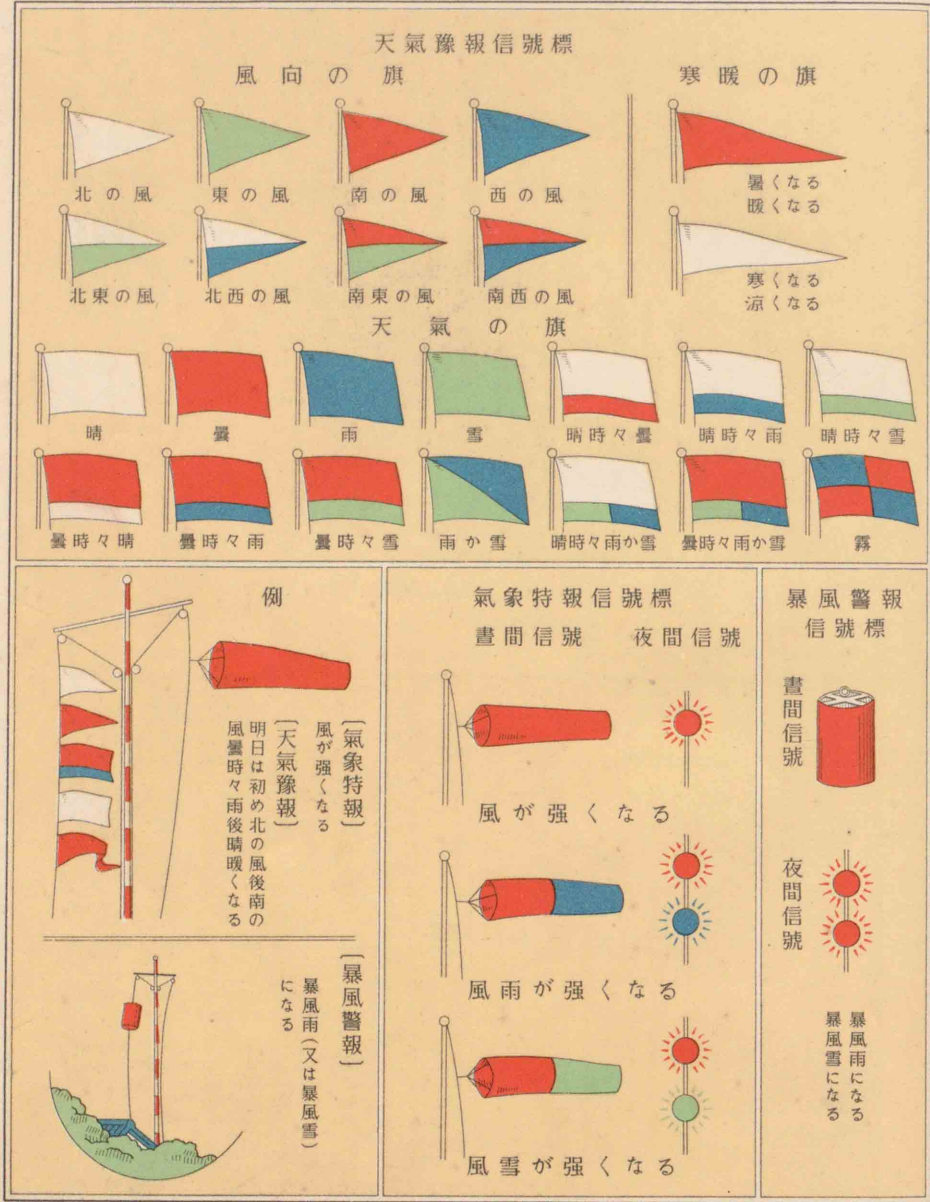 天氣豫報信號標
風向の旗
寒暖の旗
北の風
東の風
南の風
西の風
暑くなる
暖くなる
北東の風
北西の風
南東の風
南西の風
寒くなる
涼くなる
天氣の旗
晴
曇
雨
雪
晴時々曇
晴時々雨
晴時々雪
曇時々晴
曇時々雨
曇時々雪
雨か雪
晴時々雨か雪
曇時々雨か雪
霧
例
〔氣象特報〕
風が强くなる
〔天氣豫報〕
明日は初め北の風後南の
風曇時々雨後晴暖くなる
〔暴風警報〕
暴風雨(又は暴風雪)
になる
氣象特報信號標
晝間信號
夜間信號
風が强くなる
風雨が强くなる
風雪が强くなる
暴風警報
信號標
晝間信號
夜間信號
暴風雨になる
暴風雪になる